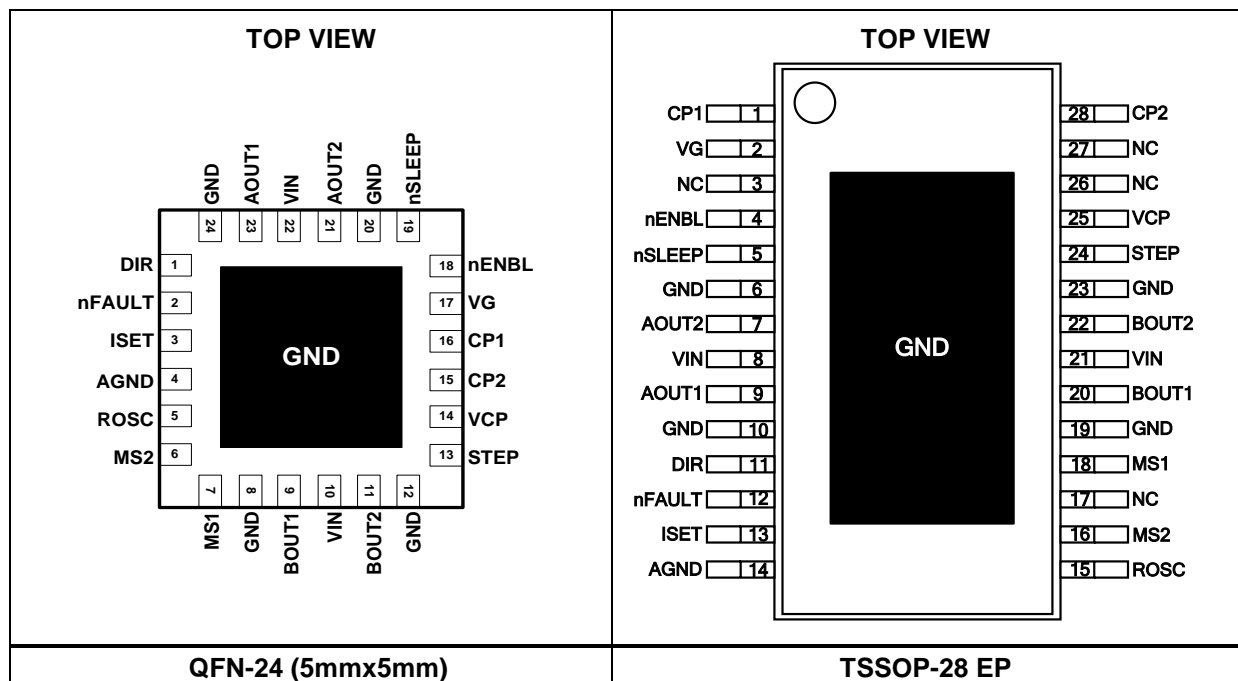 TOP VIEW
GND
AOUT1
VIN
AOUT2
GND
nSLEEP
24 23 22 21 20 19
DIR 1
nFAULT 2
ISET 3
AGND 4
ROSC 5
MS2 6
GND
18 nENBL
17 VG
16 CP1
15 CP2
14 VCP
13 STEP
7 8 9 10 11 12
MS1
GND
BOUT1
VIN
BOUT2
GND
QFN-24 (5mmx5mm)
TOP VIEW
CP1 1
VG 2
NC 3
nENBL 4
nSLEEP 5
GND 6
AOUT2 7
VIN 8
AOUT1 9
GND 10
DIR 11
nFAULT 12
ISET 13
AGND 14
GND
28 CP2
27 NC
26 NC
25 VCP
24 STEP
23 GND
22 BOUT2
21 VIN
20 BOUT1
19 GND
18 MS1
17 NC
16 MS2
15 ROSC
TSSOP-28 EP